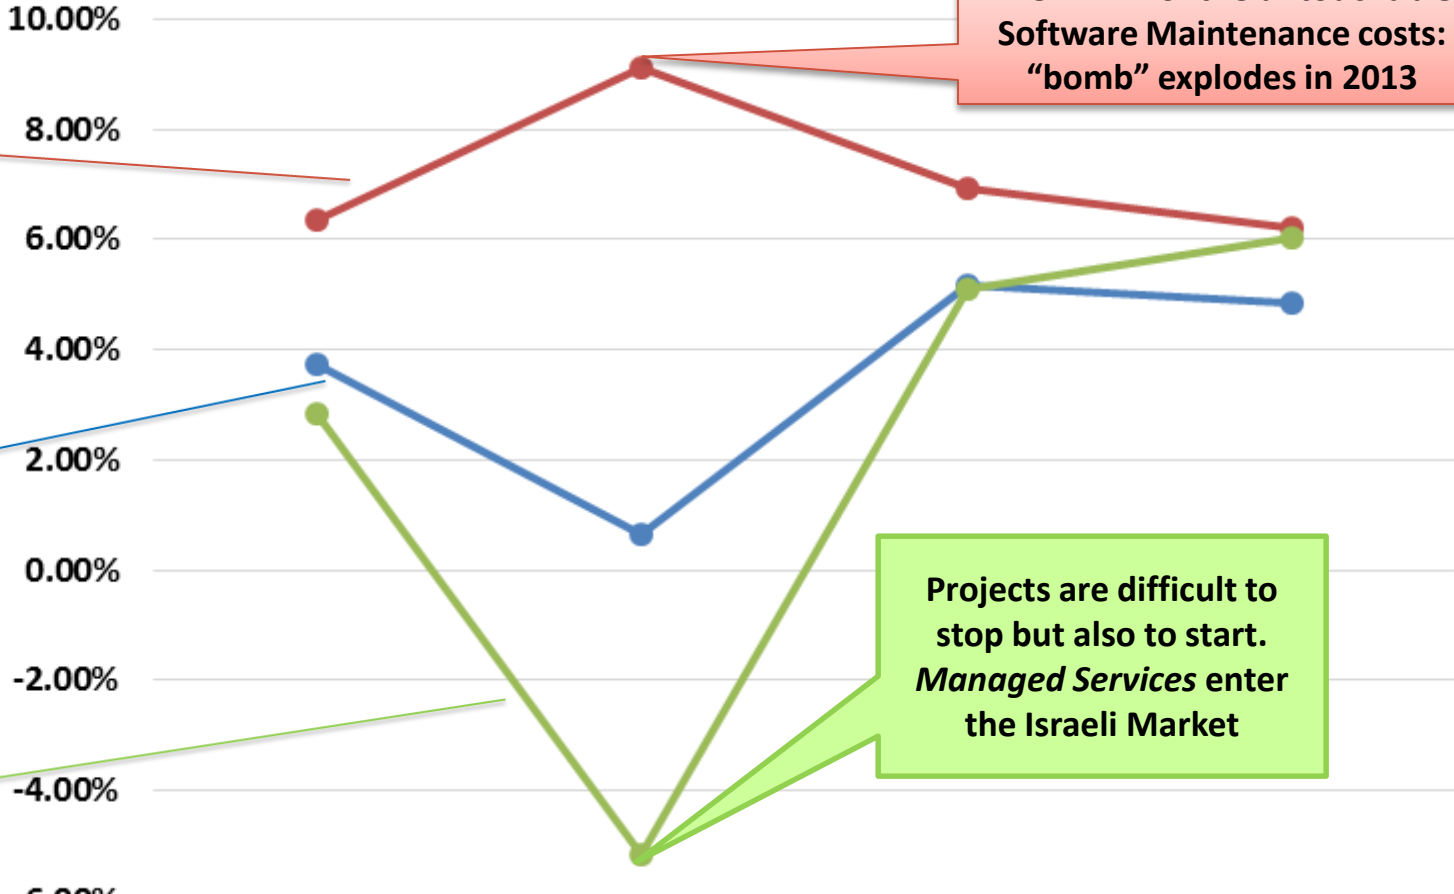 10.00%
Software Maintenance costs:
“bomb” explodes in 2013
8.00%
6.00%
4.00%
2.00%
0.00%
Projects are difficult to
stop but also to start.
Managed Services enter
the Israeli Market
-2.00%
-4.00%